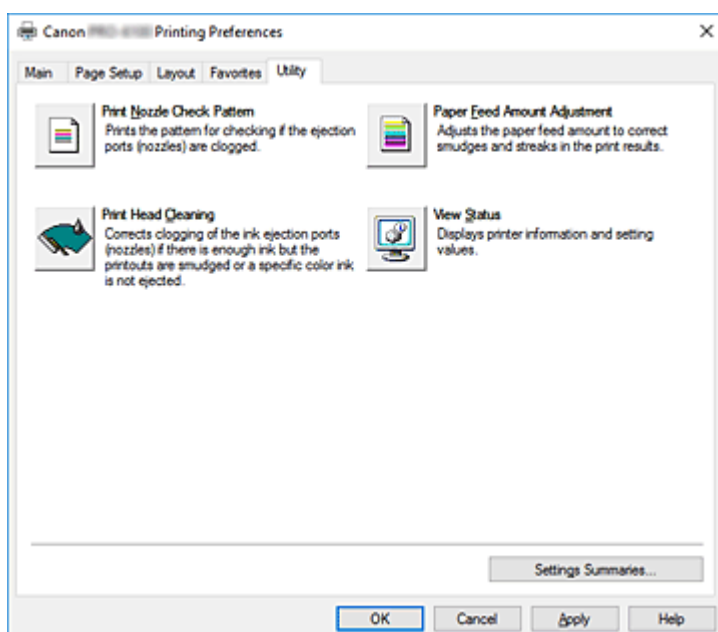 Canon Printing Preferences
Main Page Setup Layout Favorites Utility
Print Nozzle Check Pattern
Prints the pattern for checking if the ejection
ports (nozzles) are clogged.
Paper Feed Amount Adjustment
Adjusts the paper feed amount to correct
smudges and streaks in the print results.
Print Head Cleaning
Corrects clogging of the ink ejection ports
(nozzles) if there is enough ink but the
printouts are smudged or a specific color ink
is not ejected.
View Status
Displays printer information and setting
values.
Settings Summaries...
OK Cancel Apply Help